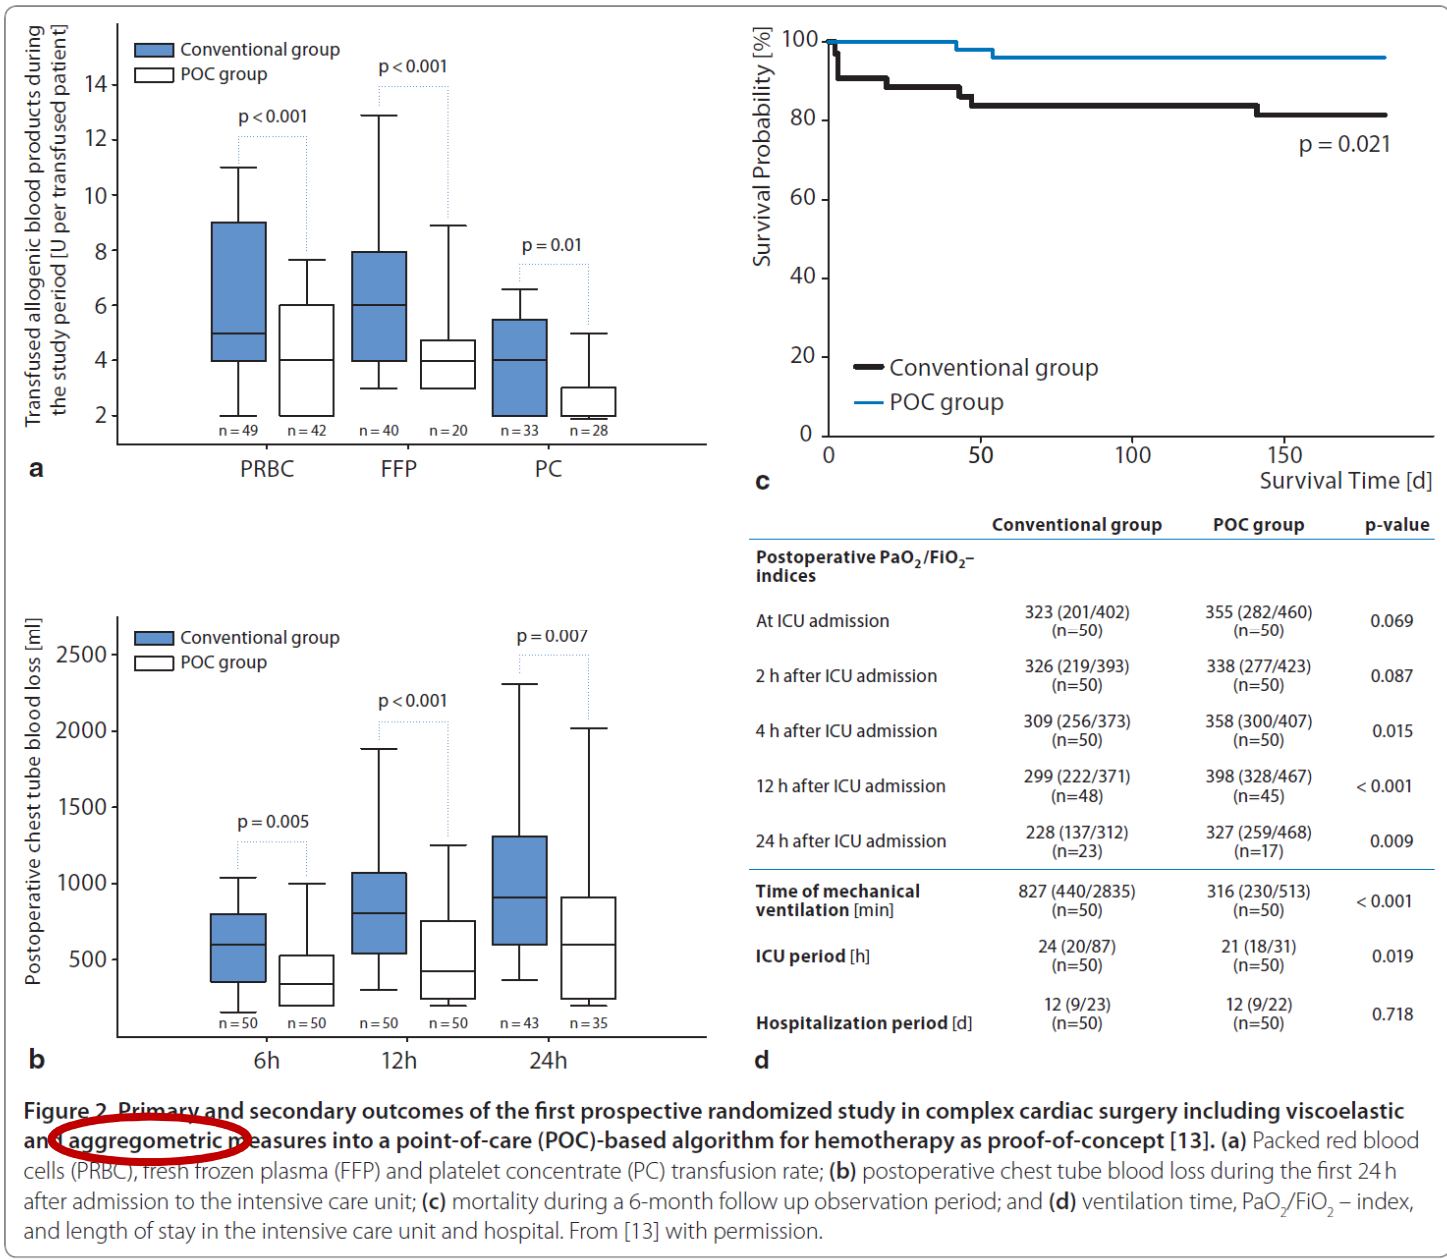 Transfused allogenic blood products during
the study period [U per transfused patient]
Conventional group
POC group
p < 0.001
p < 0.001
p = 0.01
14
12
10
8
6
4
2
n = 49
n = 42
n = 40
n = 20
n = 33
n = 28
PRBC
FFP
PC
a
Survival Probability [%]
100
80
60
40
20
0
p = 0.021
Conventional group
POC group
0
50
100
150
Survival Time [d]
c
Postoperative chest tube blood loss [ml]
Conventional group
POC group
p = 0.005
p < 0.001
p = 0.007
2500
2000
1500
1000
500
n = 50
n = 50
n = 50
n = 50
n = 43
n = 35
6h
12h
24h
b
Conventional group POC group p-value
Postoperative PaO2/FiO2–
indices
At ICU admission 323 (201/402) 355 (282/460) 0.069
(n=50) (n=50)
2 h after ICU admission 326 (219/393) 338 (277/423) 0.087
(n=50) (n=50)
4 h after ICU admission 309 (256/373) 358 (300/407) 0.015
(n=50) (n=50)
12 h after ICU admission 299 (222/371) 398 (328/467) < 0.001
(n=48) (n=45)
24 h after ICU admission 228 (137/312) 327 (259/468) 0.009
(n=23) (n=17)
Time of mechanical 827 (440/2835) 316 (230/513) < 0.001
ventilation [min] (n=50) (n=50)
ICU period [h] 24 (20/87) 21 (18/31) 0.019
(n=50) (n=50)
Hospitalization period [d] 12 (9/23) 12 (9/22) 0.718
(n=50) (n=50)
d
Figure 2. Primary and secondary outcomes of the first prospective randomized study in complex cardiac surgery including viscoelastic
and aggregometric measures into a point-of-care (POC)-based algorithm for hemotherapy as proof-of-concept [13]. (a) Packed red blood
cells (PRBC), fresh frozen plasma (FFP) and platelet concentrate (PC) transfusion rate; (b) postoperative chest tube blood loss during the first 24 h
after admission to the intensive care unit; (c) mortality during a 6-month follow up observation period; and (d) ventilation time, PaO2/FiO2 – index,
and length of stay in the intensive care unit and hospital. From [13] with permission.